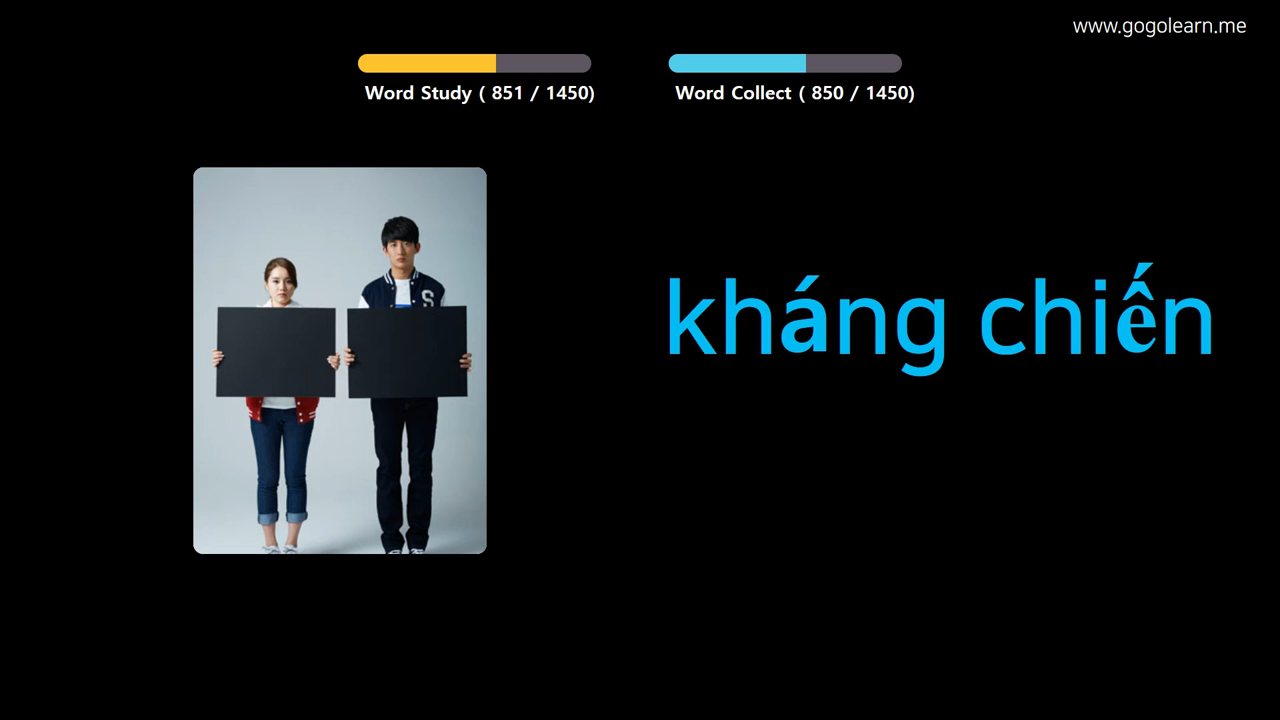 www.gogolearn.me
Word Study ( 851 / 1450)
Word Collect ( 850 / 1450)
S
kháng chiến